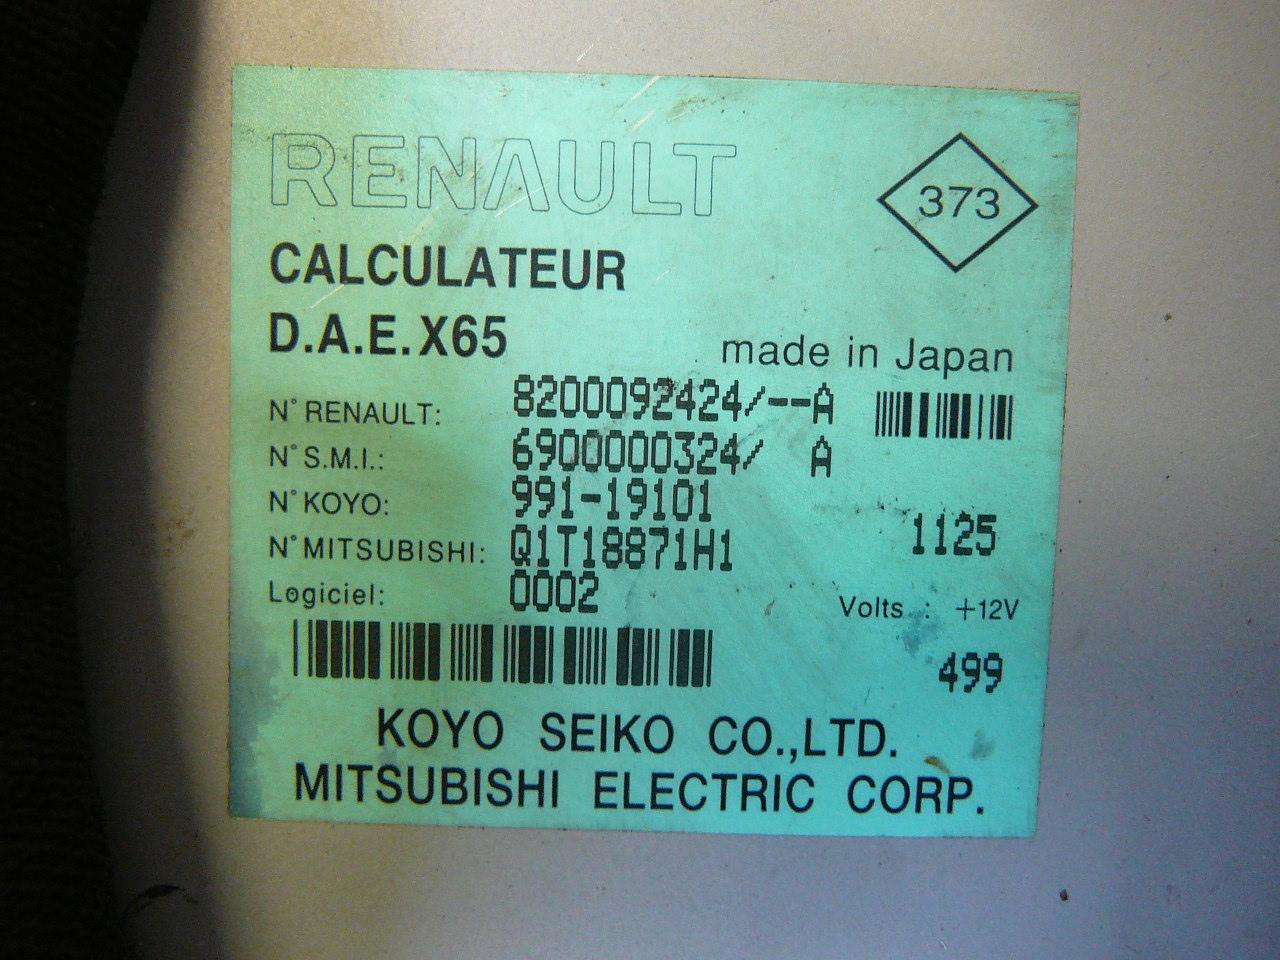 RENAULT
373
CALCULATEUR
D.A.E. X65
made in Japan
N° RENAULT: 8200092424/--A
N° S.M.I.: 6900000324/ A
N° KOYO: 991-19101
1125
N° MITSUBISHI: Q1T18871H1
Logiciel: 0002
Volts : +12V
499
KOYO SEIKO CO.,LTD.
MITSUBISHI ELECTRIC CORP.